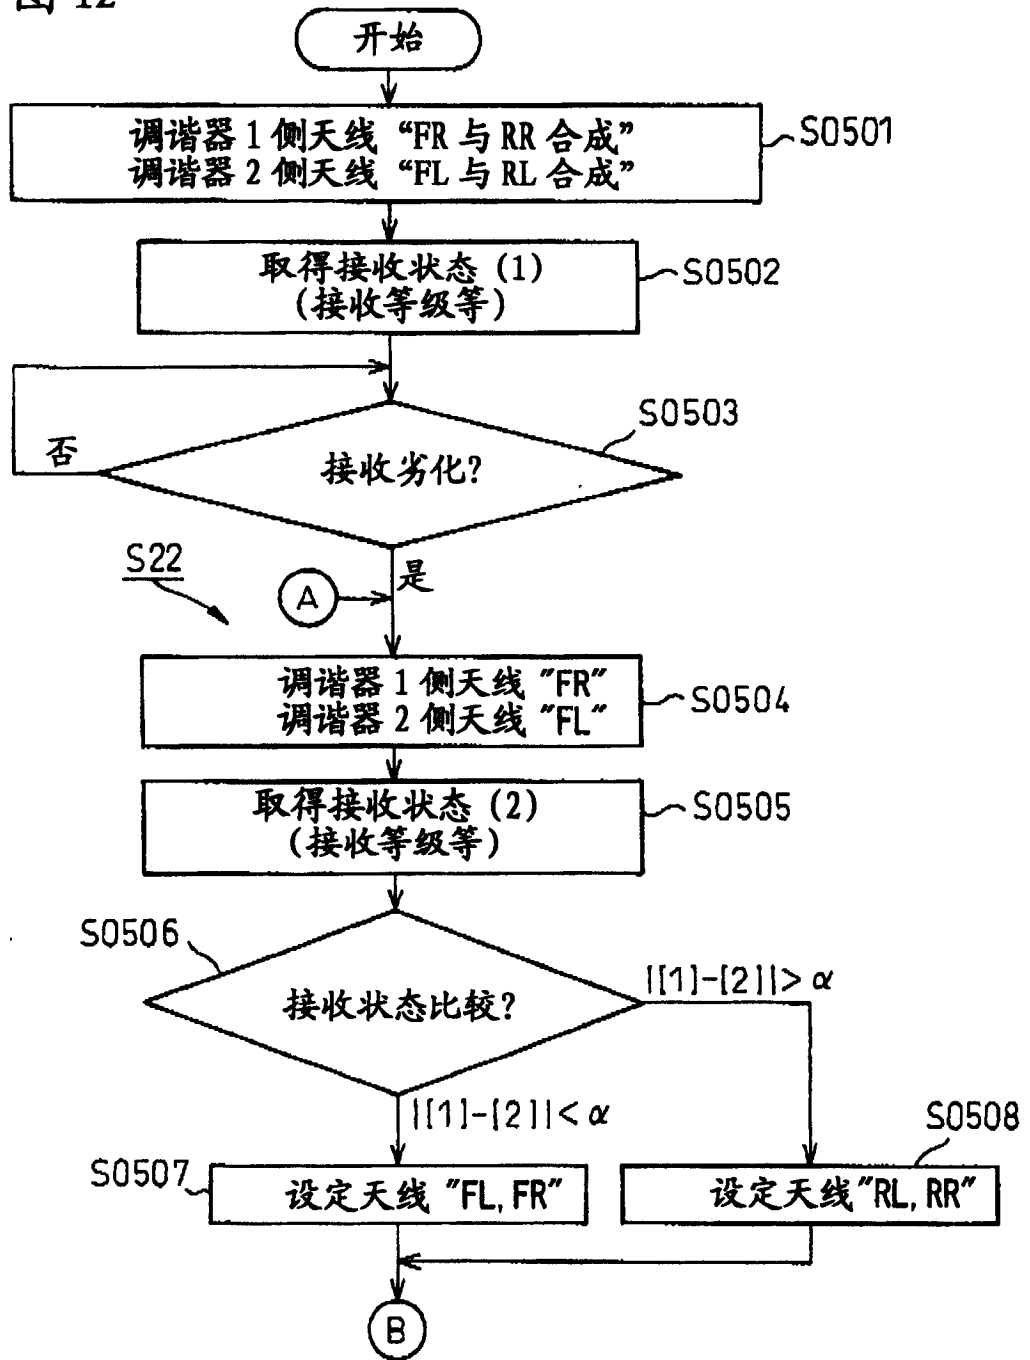 图 12
开始
调谐器 1 侧天线 “FR 与 RR 合成”
调谐器 2 侧天线 “FL 与 RL 合成”
S0501
取得接收状态 (1)
(接收等级等)
S0502
S0503
否
接收劣化?
S22
是
A
调谐器 1 侧天线 "FR"
调谐器 2 侧天线 "FL"
S0504
取得接收状态 (2)
(接收等级等)
S0505
S0506
|[1]-[2]|> α
接收状态比较?
|[1]-[2]|< α
S0508
S0507
设定天线 "FL, FR"
设定天线"RL, RR"
B